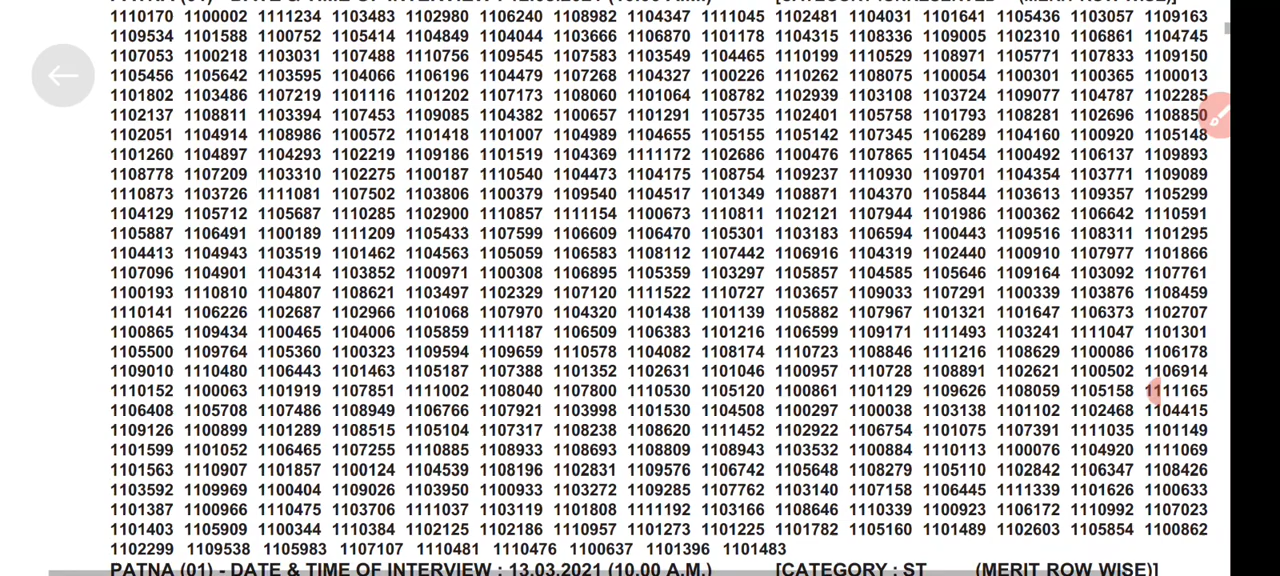 PATNA (01) - DATE & TIME OF INTERVIEW : 12.03.2021 (10.00 A.M.) [CATEGORY : (MERIT ROW WISE)]
1110170 1100002 1111234 1103483 1102980 1106240 1108982 1104347 1111045 1102481 1104031 1101641 1105436 1103057 1109163
1109534 1101588 1100752 1105414 1104849 1104044 1103666 1106870 1101178 1104315 1108336 1109005 1102310 1106861 1104745
1107053 1100218 1103031 1107488 1110756 1109545 1107583 1103549 1104465 1110199 1110529 1108971 1105771 1107833 1109150
1105456 1105642 1103595 1104066 1106196 1104479 1107268 1104327 1100226 1110262 1108075 1100054 1100301 1100365 1100013
1101802 1103486 1107219 1101116 1101202 1107173 1108060 1101064 1108782 1102939 1103108 1103724 1109077 1104787 1102285
1102137 1108811 1103394 1107453 1109085 1104382 1100657 1101291 1105735 1102401 1105758 1101793 1108281 1102696 1108850
1102051 1104914 1108986 1100572 1101418 1101007 1104989 1104655 1105155 1105142 1107345 1106289 1104160 1100920 1105148
1101260 1104897 1104293 1102219 1109186 1101519 1104369 1111172 1102686 1100476 1107865 1110454 1100492 1106137 1109893
1108778 1107209 1103310 1102275 1100187 1110540 1104473 1104175 1108754 1109237 1110930 1109701 1104354 1103771 1109089
1110873 1103726 1111081 1107502 1103806 1100379 1109540 1104517 1101349 1108871 1104370 1105844 1103613 1109357 1105299
1104129 1105712 1105687 1110285 1102900 1110857 1111154 1100673 1110811 1102121 1107944 1101986 1100362 1106642 1110591
1105887 1106491 1100189 1111209 1105433 1107599 1106609 1106470 1105301 1103183 1106594 1100443 1109516 1108311 1101295
1104413 1104943 1103519 1101462 1104563 1105059 1106583 1108112 1107442 1106916 1104319 1102440 1100910 1107977 1101866
1107096 1104901 1104314 1103852 1100971 1100308 1106895 1105359 1103297 1105857 1104585 1105646 1109164 1103092 1107761
1100193 1110810 1104807 1108621 1103497 1102329 1107120 1111522 1110727 1103657 1109033 1107291 1100339 1103876 1108459
1110141 1106226 1102687 1102966 1101068 1107970 1104320 1101438 1101139 1105882 1107967 1101321 1101647 1106373 1102707
1100865 1109434 1100465 1104006 1105859 1111187 1106509 1106383 1101216 1106599 1109171 1111493 1103241 1111047 1101301
1105500 1109764 1105360 1100323 1109594 1109659 1110578 1104082 1108174 1110723 1108846 1111216 1108629 1100086 1106178
1109010 1110480 1106443 1101463 1105187 1107388 1101352 1102631 1101046 1100957 1110728 1108891 1102621 1100502 1106914
1110152 1100063 1101919 1107851 1111002 1108040 1107800 1110530 1105120 1100861 1101129 1109626 1108059 1105158 1111165
1106408 1105708 1107486 1108949 1106766 1107921 1103998 1101530 1104508 1100297 1100038 1103138 1101102 1102468 1104415
1109126 1100899 1101289 1108515 1105104 1107317 1108238 1108620 1111452 1102922 1106754 1101075 1107391 1111035 1101149
1101599 1101052 1106465 1107255 1110885 1108933 1108693 1108809 1108943 1103532 1100884 1110113 1100076 1104920 1111069
1101563 1110907 1101857 1100124 1104539 1108196 1102831 1109576 1106742 1105648 1108279 1105110 1102842 1106347 1108426
1103592 1109969 1100404 1109026 1103950 1100933 1103272 1109285 1107762 1103140 1107158 1106445 1111339 1101626 1100633
1101387 1100966 1110475 1103706 1111037 1103119 1101808 1111192 1103166 1108646 1110339 1100923 1106172 1110992 1107023
1101403 1105909 1100344 1110384 1102125 1102186 1110957 1101273 1101225 1101782 1105160 1101489 1102603 1105854 1100862
1102299 1109538 1105983 1107107 1110481 1110476 1100637 1101396 1101483
PATNA (01) - DATE & TIME OF INTERVIEW : 13.03.2021 (10.00 A.M.) [CATEGORY : ST (MERIT ROW WISE)]